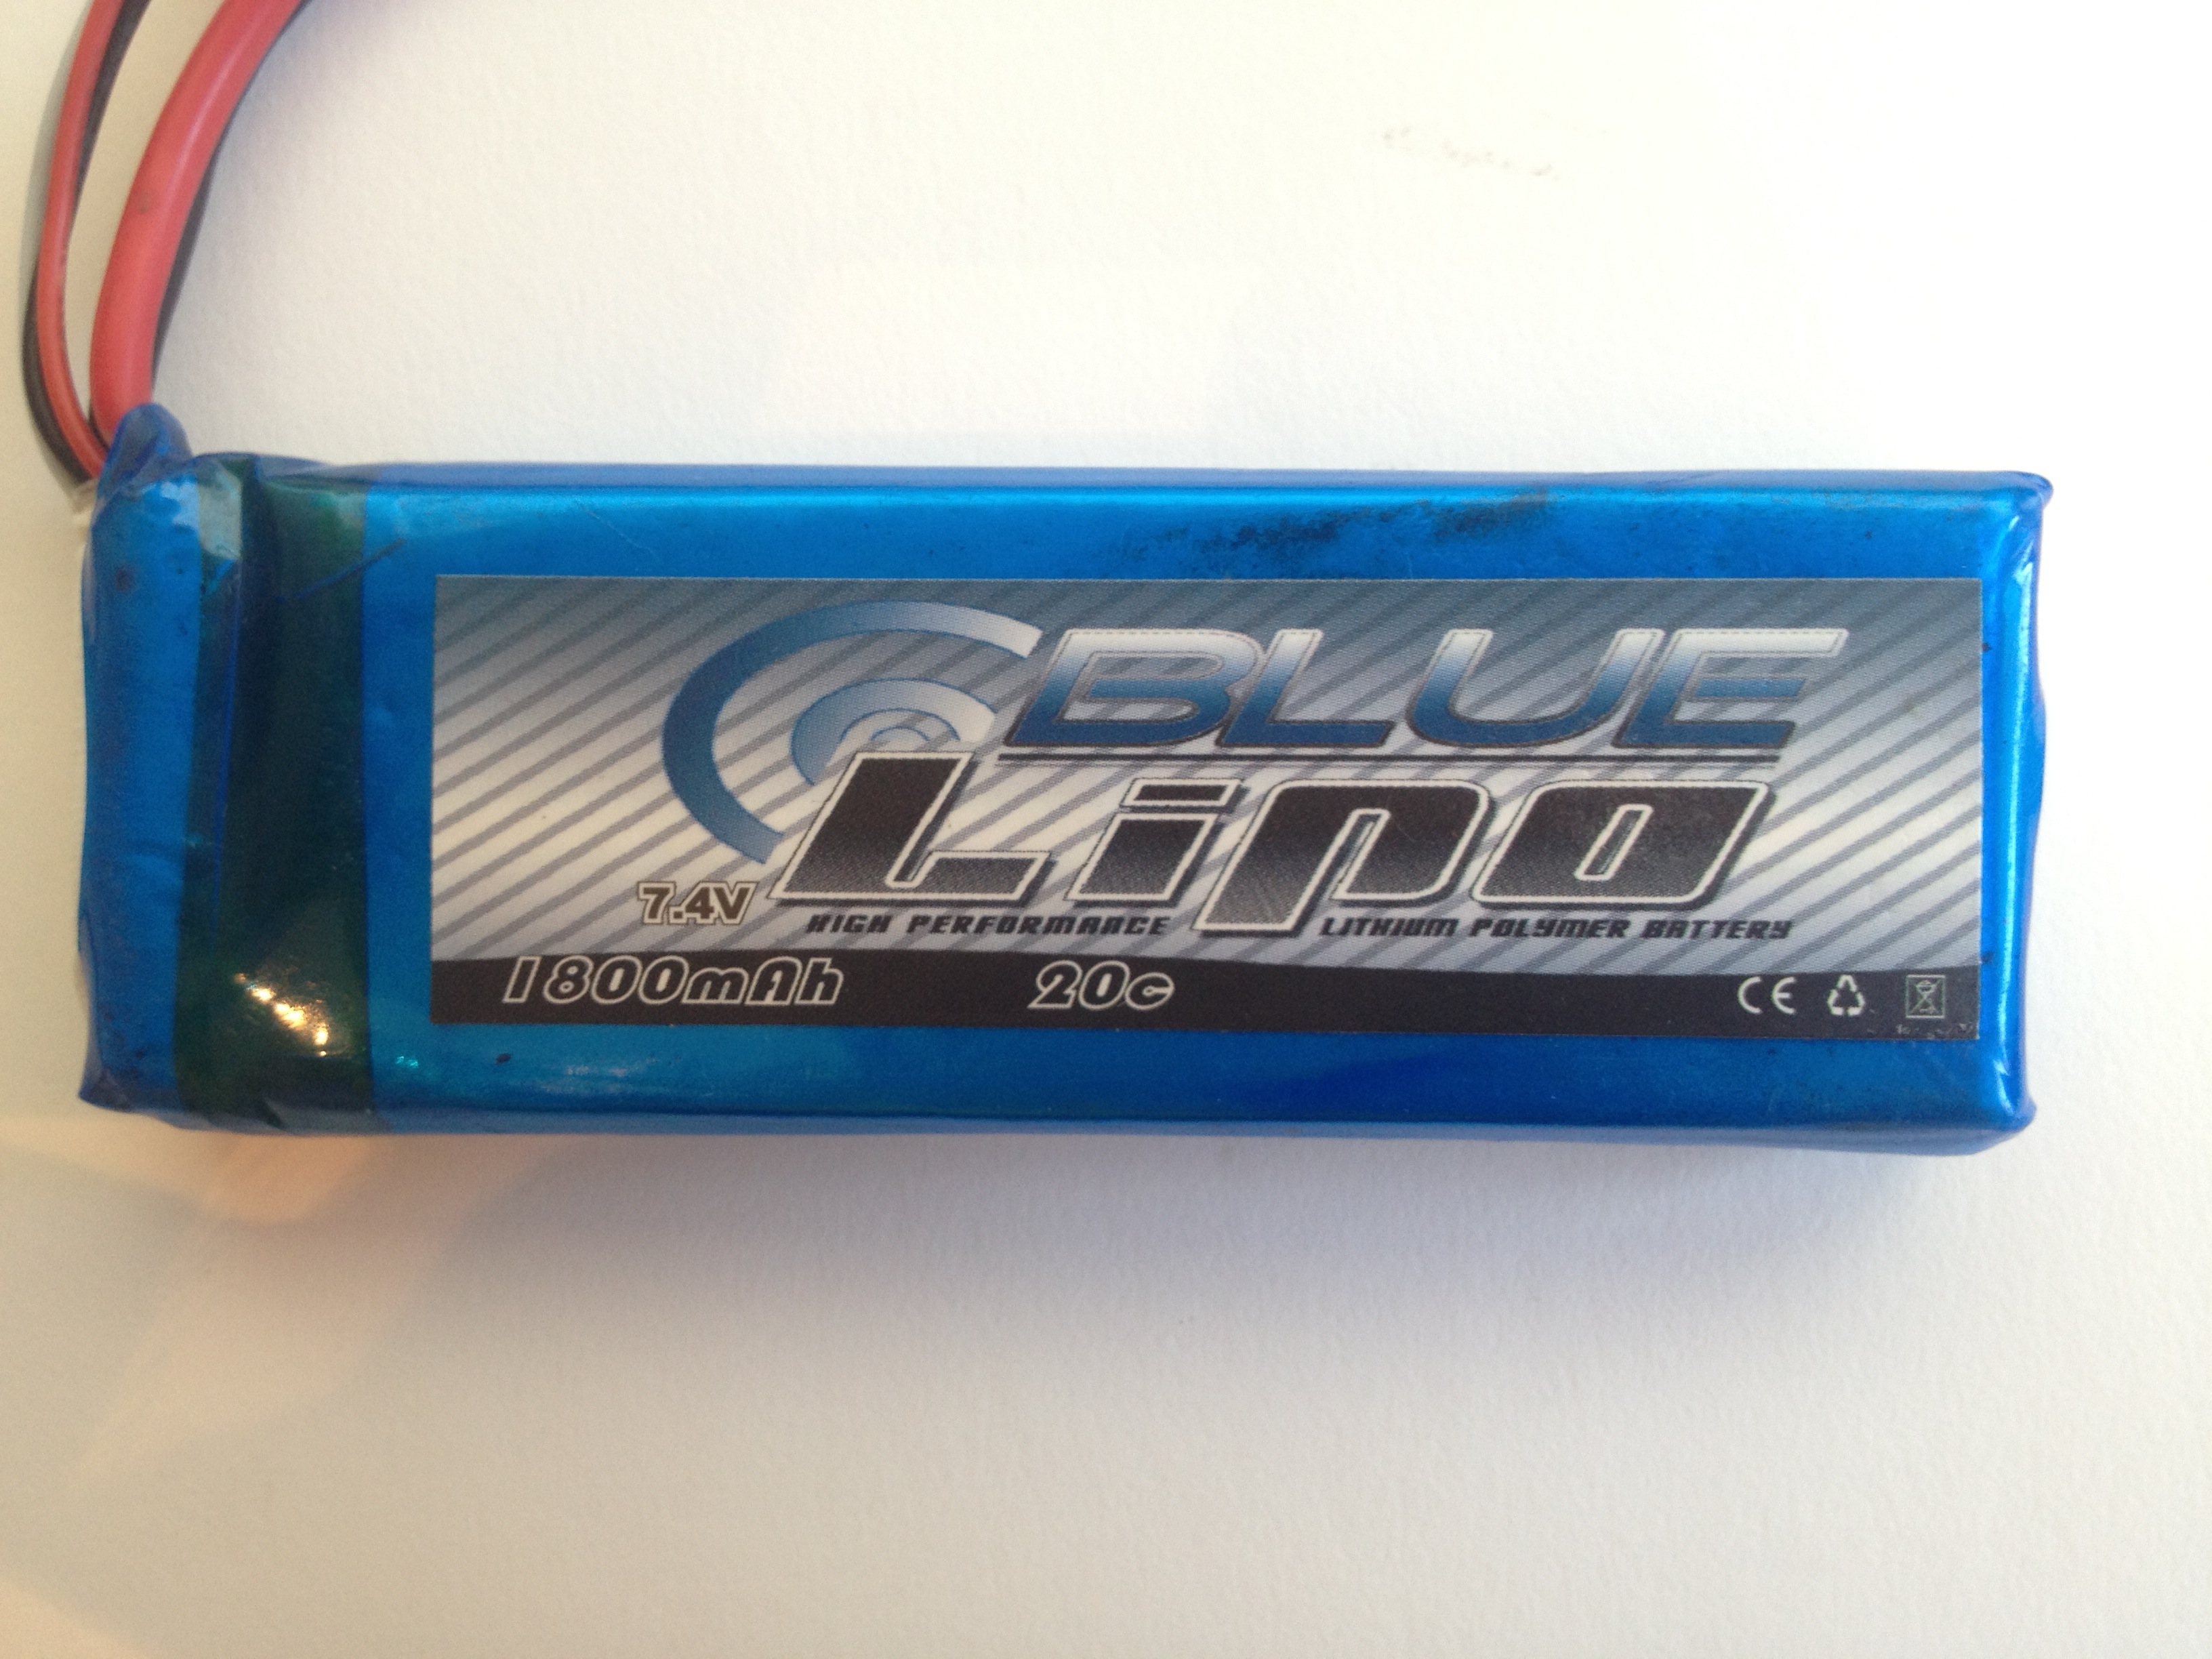 BLUE
Lipo
7.4V
HIGH PERFORMANCE LITHIUM POLYMER BATTERY
1800mAh 20c CE